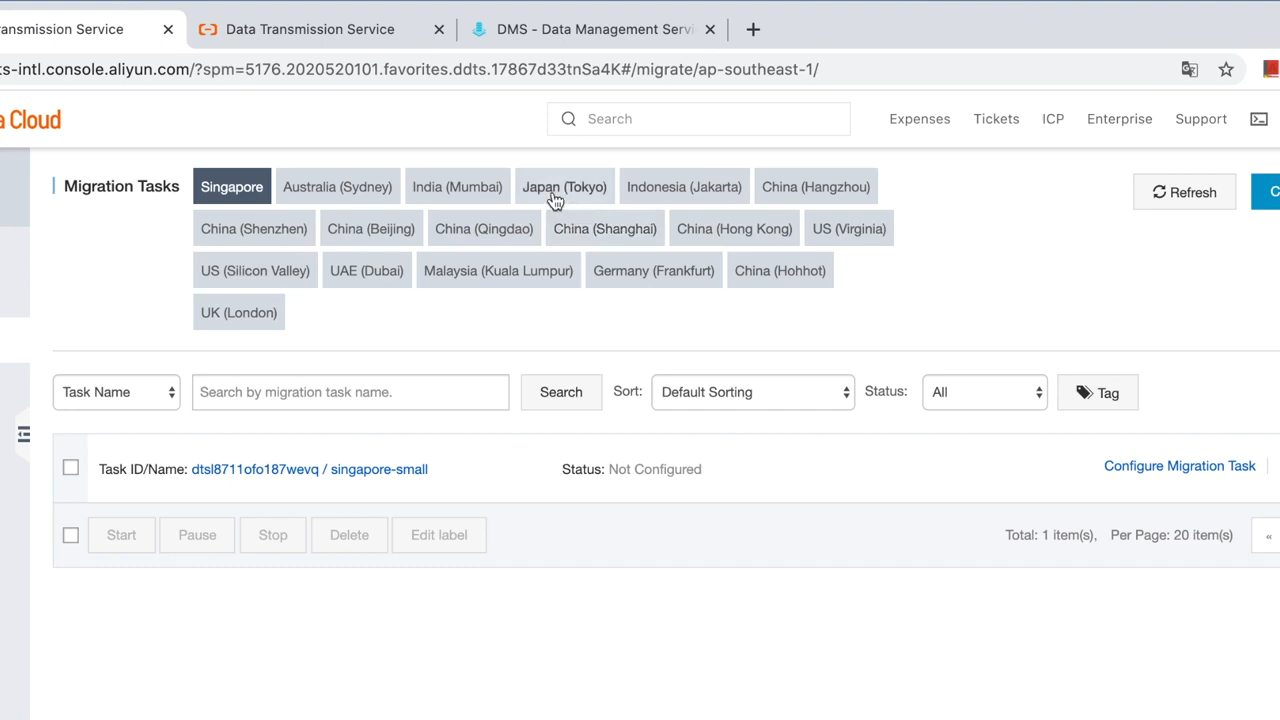 ansmission Service
Data Transmission Service
DMS - Data Management Servi
ts-intl.console.aliyun.com/?spm=5176.2020520101.favorites.ddts.17867d33tnSa4K#/migrate/ap-southeast-1/
a Cloud
Search
Expenses Tickets ICP Enterprise Support
Migration Tasks
Singapore Australia (Sydney) India (Mumbai) Japan (Tokyo) Indonesia (Jakarta) China (Hangzhou)
China (Shenzhen) China (Beijing) China (Qingdao) China (Shanghai) China (Hong Kong) US (Virginia)
US (Silicon Valley) UAE (Dubai) Malaysia (Kuala Lumpur) Germany (Frankfurt) China (Hohhot)
UK (London)
Refresh
C
Task Name Search by migration task name. Search Sort: Default Sorting Status: All Tag
Task ID/Name: dtsl8711ofo187wevq / singapore-small Status: Not Configured Configure Migration Task
Start Pause Stop Delete Edit label Total: 1 item(s), Per Page: 20 item(s) «